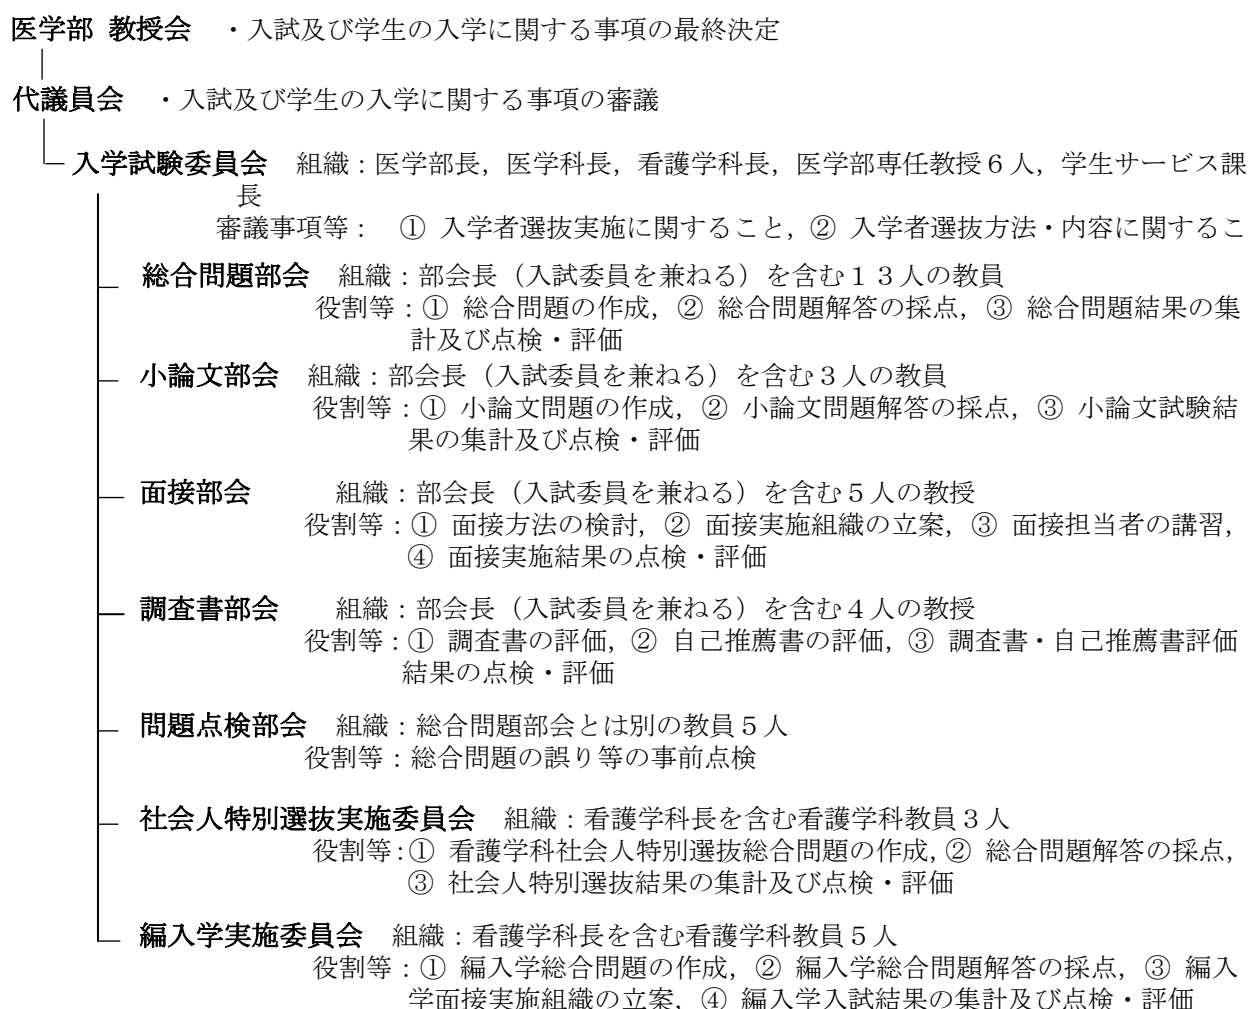 医学部 教授会 ・入試及び学生の入学に関する事項の最終決定
代議員会 ・入試及び学生の入学に関する事項の審議
入学試験委員会 組織：医学部長，医学科長，看護学科長，医学部専任教授６人，学生サービス課
長
審議事項等： ① 入学者選抜実施に関すること，② 入学者選抜方法・内容に関するこ
総合問題部会 組織：部会長（入試委員を兼ねる）を含む１３人の教員
役割等：① 総合問題の作成，② 総合問題解答の採点，③ 総合問題結果の集
計及び点検・評価
小論文部会 組織：部会長（入試委員を兼ねる）を含む３人の教員
役割等：① 小論文問題の作成，② 小論文問題解答の採点，③ 小論文試験結
果の集計及び点検・評価
面接部会 組織：部会長（入試委員を兼ねる）を含む５人の教授
役割等：① 面接方法の検討，② 面接実施組織の立案，③ 面接担当者の講習，
④ 面接実施結果の点検・評価
調査書部会 組織：部会長（入試委員を兼ねる）を含む４人の教授
役割等：① 調査書の評価，② 自己推薦書の評価，③ 調査書・自己推薦書評価
結果の点検・評価
問題点検部会 組織：総合問題部会とは別の教員５人
役割等：総合問題の誤り等の事前点検
社会人特別選抜実施委員会 組織：看護学科長を含む看護学科教員３人
役割等：① 看護学科社会人特別選抜総合問題の作成，② 総合問題解答の採点，
③ 社会人特別選抜結果の集計及び点検・評価
編入学実施委員会 組織：看護学科長を含む看護学科教員５人
役割等：① 編入学総合問題の作成，② 編入学総合問題解答の採点，③ 編入
学面接実施組織の立案，④ 編入学入試結果の集計及び点検・評価